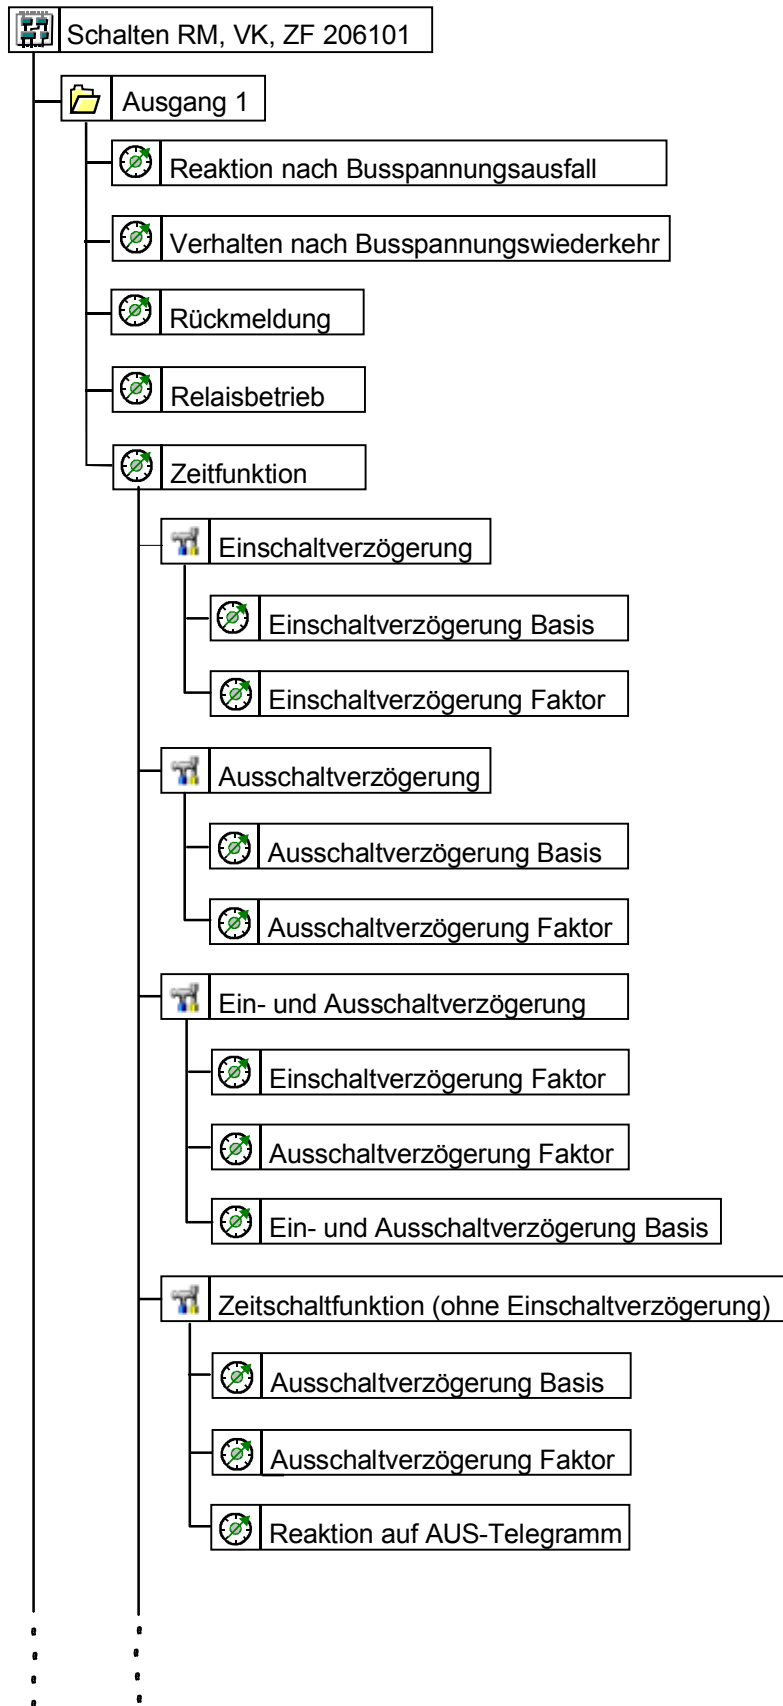 Schalten RM, VK, ZF 206101
Ausgang 1
Reaktion nach Busspannungsausfall
Verhalten nach Busspannungswiederkehr
Rückmeldung
Relaisbetrieb
Zeitfunktion
Einschaltverzögerung
Einschaltverzögerung Basis
Einschaltverzögerung Faktor
Ausschaltverzögerung
Ausschaltverzögerung Basis
Ausschaltverzögerung Faktor
Ein- und Ausschaltverzögerung
Einschaltverzögerung Faktor
Ausschaltverzögerung Faktor
Ein- und Ausschaltverzögerung Basis
Zeitschaltfunktion (ohne Einschaltverzögerung)
Ausschaltverzögerung Basis
Ausschaltverzögerung Faktor
Reaktion auf AUS-Telegramm